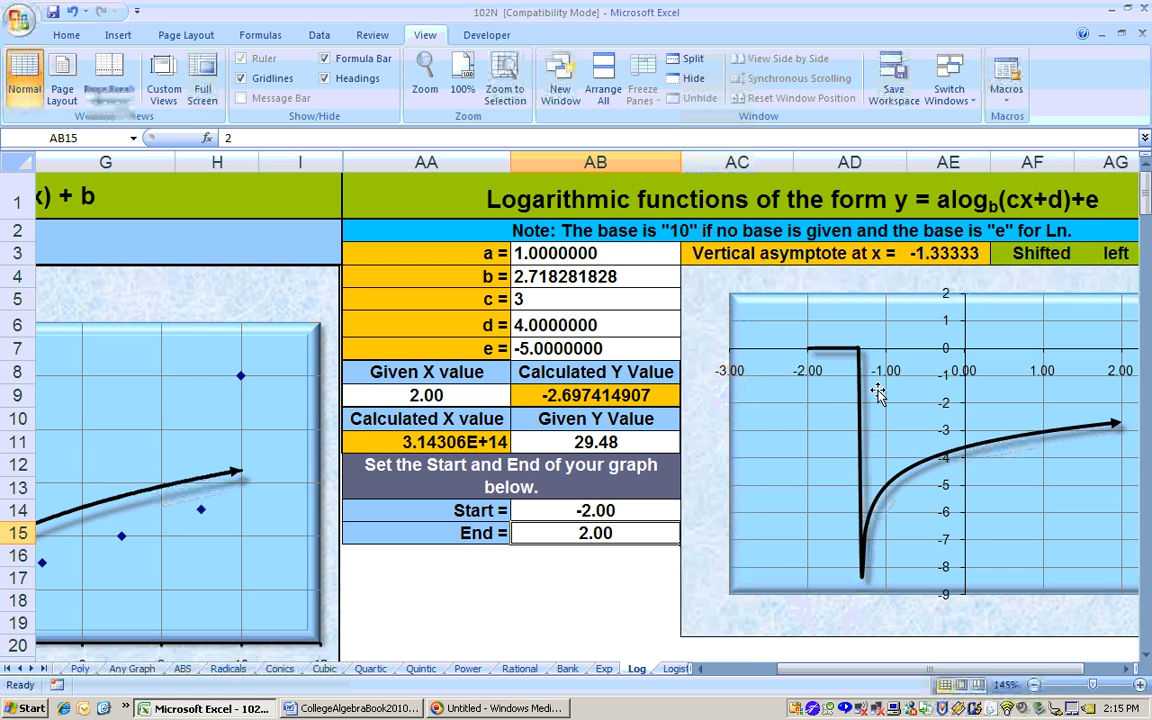 102N [Compatibility Mode] - Microsoft Excel
Home Insert Page Layout Formulas Data Review View Developer
Ruler Formula Bar Split View Side by Side
Gridlines Headings Hide Synchronous Scrolling
Message Bar Unhide Reset Window Position
Normal Page Layout Custom Views Full Screen Zoom 100% Zoom to Selection New Window Arrange All Freeze Panes Save Workspace Switch Windows Macros
Show/Hide Zoom Window Macros
AB15 fx 2
G H I AA AB AC AD AE AF AG
1 x) + b Logarithmic functions of the form y = alogb(cx+d)+e
2 Note: The base is "10" if no base is given and the base is "e" for Ln.
3 a = 1.0000000 Vertical asymptote at x = -1.33333 Shifted left
4 b = 2.718281828
5 c = 3
6 d = 4.0000000
7 e = -5.0000000
8 Given X value Calculated Y Value
9 2.00 -2.697414907
10 Calculated X value Given Y Value
11 3.14306E+14 29.48
12 Set the Start and End of your graph
13 below.
14 Start = -2.00
15 End = 2.00
16
17
18
19
20
2
1
0
-3.00 -2.00 -1.00 0.00 1.00 2.00
-1
-2
-3
-4
-5
-6
-7
-8
-9
Poly Any Graph ABS Radicals Conics Cubic Quartic Quintic Power Rational Bank Exp Log Logist
Ready 145%
Start Microsoft Excel - 102... CollegeAlgebraBook2010... Untitled - Windows Med... 2:15 PM